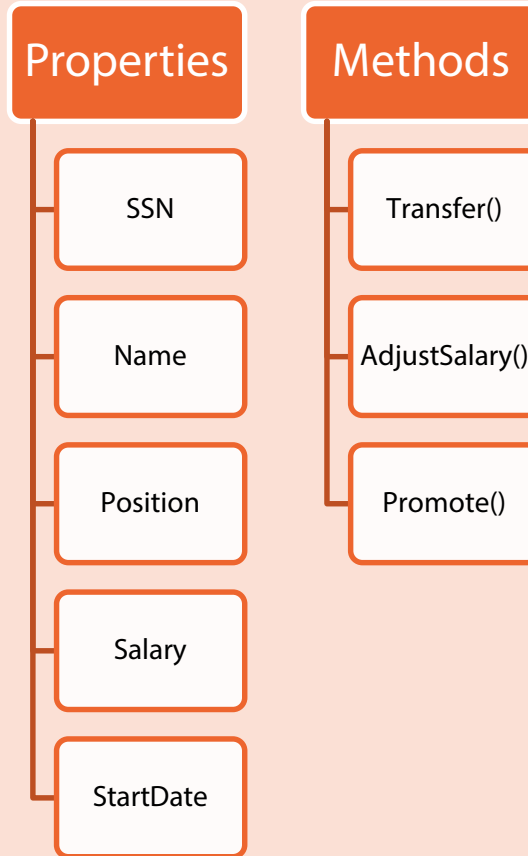 Properties
SSN
Name
Position
Salary
StartDate
Methods
Transfer()
AdjustSalary()
Promote()